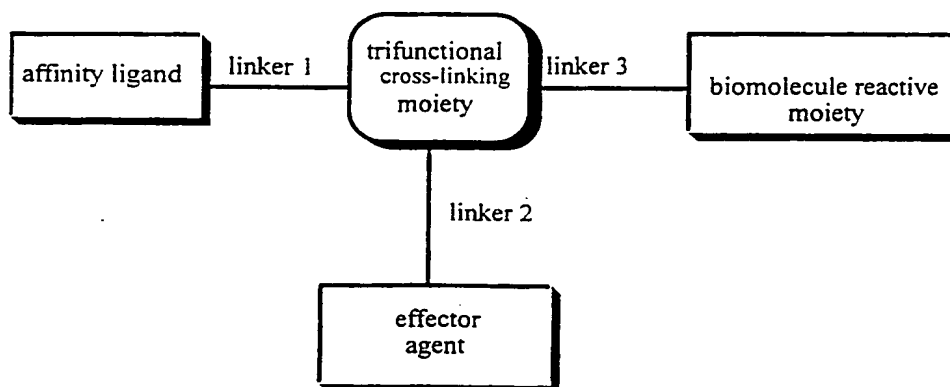 affinity ligand
linker 1
trifunctional
cross-linking
moiety
linker 3
biomolecule reactive
moiety
linker 2
effector
agent